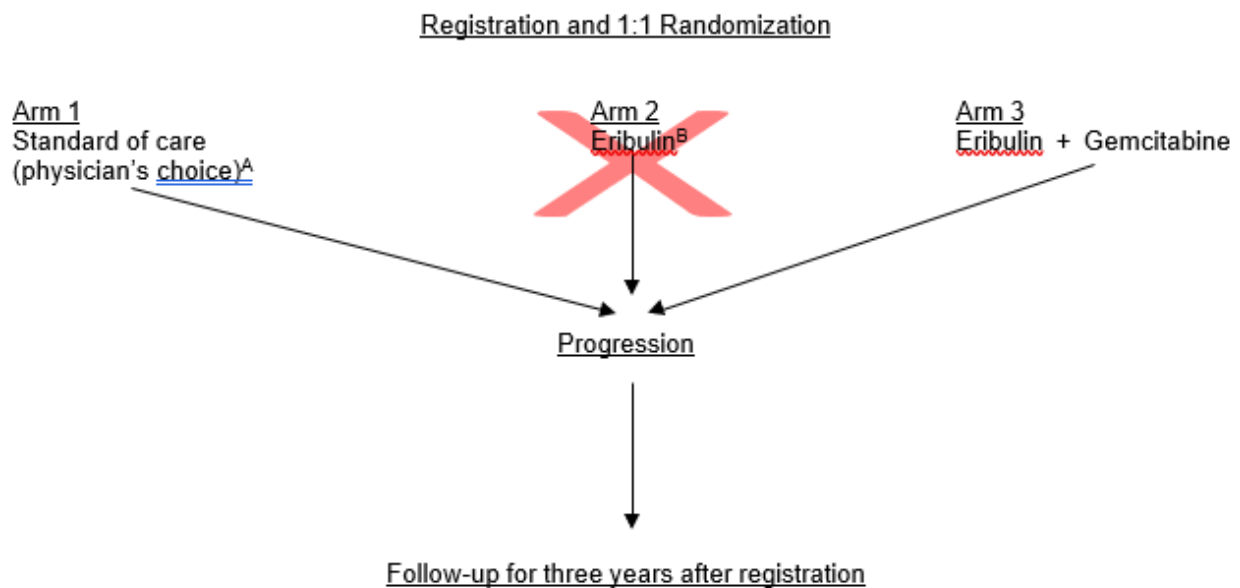 Registration and 1:1 Randomization
Arm 1
Standard of care
(physician's choice)ᴬ
Arm 2
Eribulinᴮ
Arm 3
Eribulin + Gemcitabine
Progression
Follow-up for three years after registration